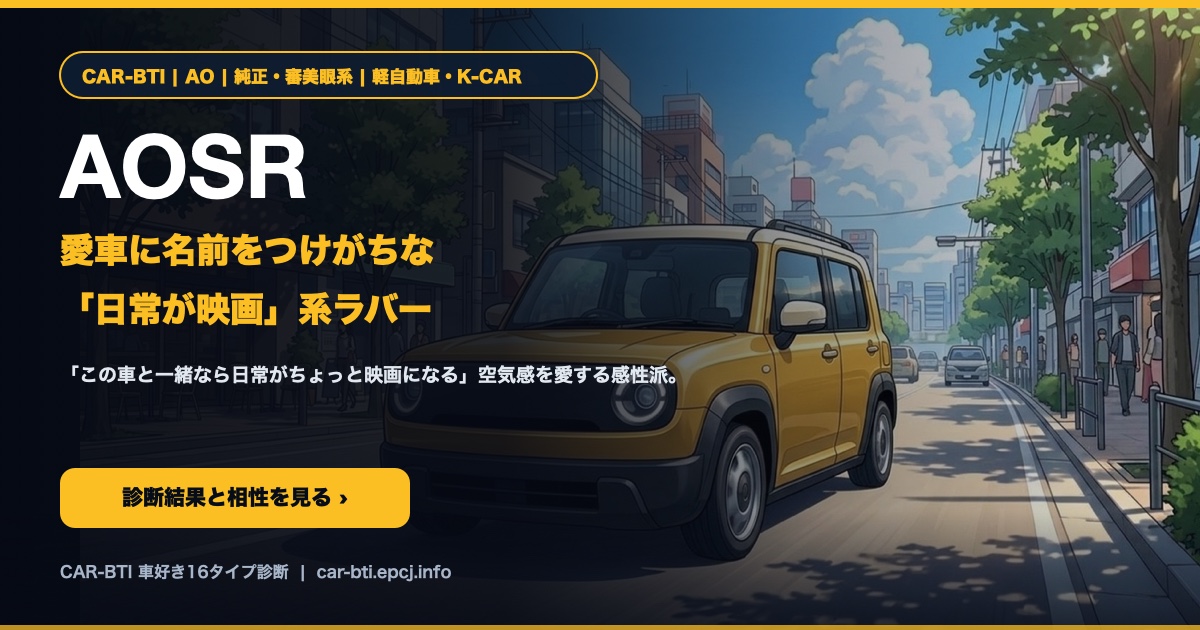 CAR-BTI | AO | 純正・審美眼系 | 軽自動車・K-CAR
AOSR
愛車に名前をつけがちな
「日常が映画」系ラバー
「この車と一緒なら日常がちょっと映画になる」空気感を愛する感性派。
診断結果と相性を見る ›
CAR-BTI 車好き16タイプ診断 | car-bti.epcj.info